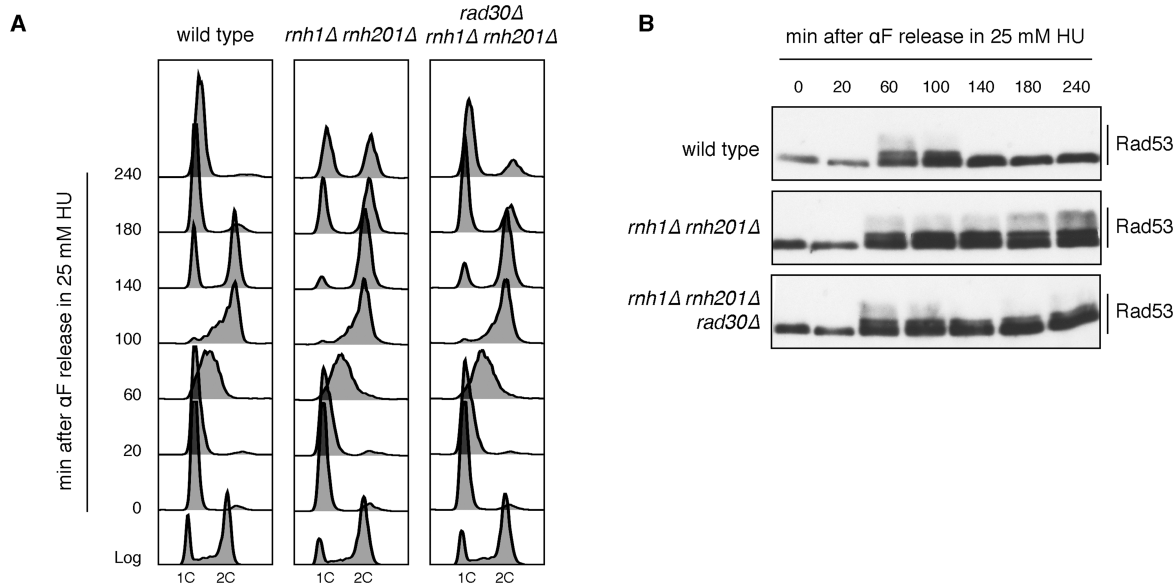 A
wild type
rnh1Δ rnh201Δ
rad30Δ
rnh1Δ rnh201Δ
min after αF release in 25 mM HU
240
180
140
100
60
20
0
Log
1C 2C
1C 2C
1C 2C
B
min after αF release in 25 mM HU
0 20 60 100 140 180 240
wild type
Rad53
rnh1Δ rnh201Δ
Rad53
rnh1Δ rnh201Δ
rad30Δ
Rad53